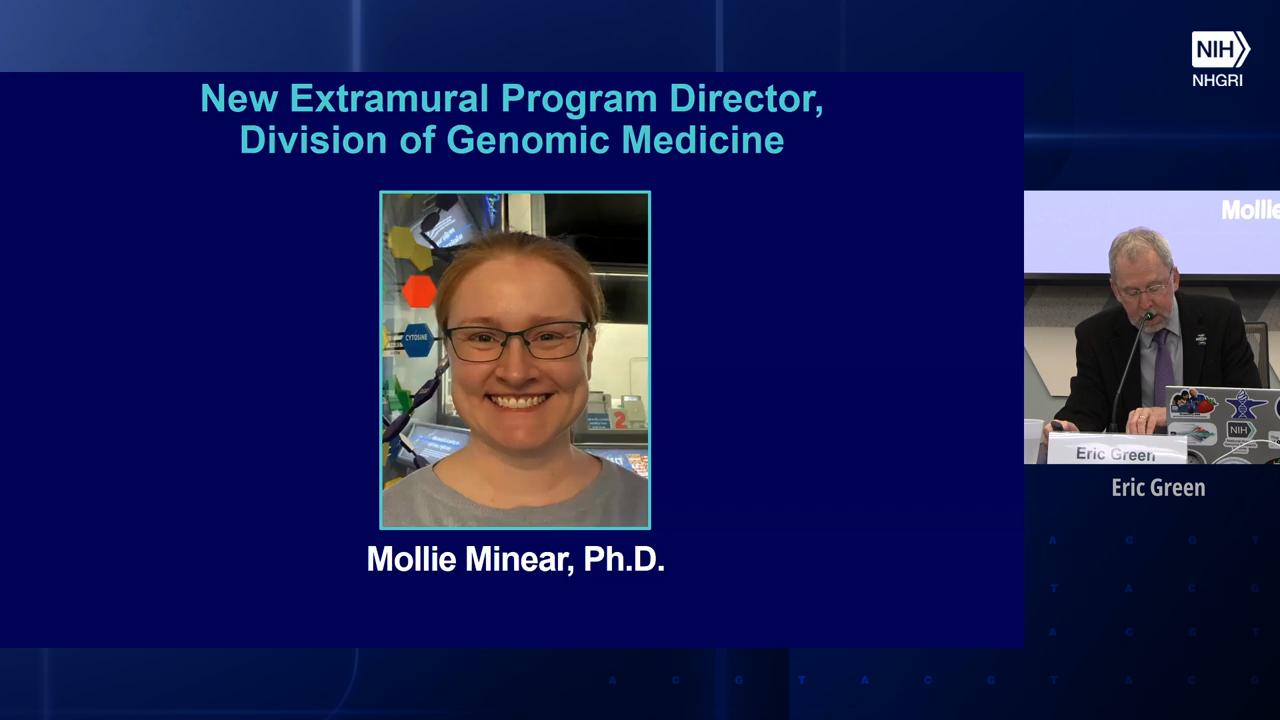 New Extramural Program Director,
Division of Genomic Medicine
NIH
NHGRI
CYTOSINE
2
Mollie Minear, Ph.D.
Mollie
NIH
Eric Green
Eric Green
A C G T
T A C G
A C G T
A C G T A C G T A C G